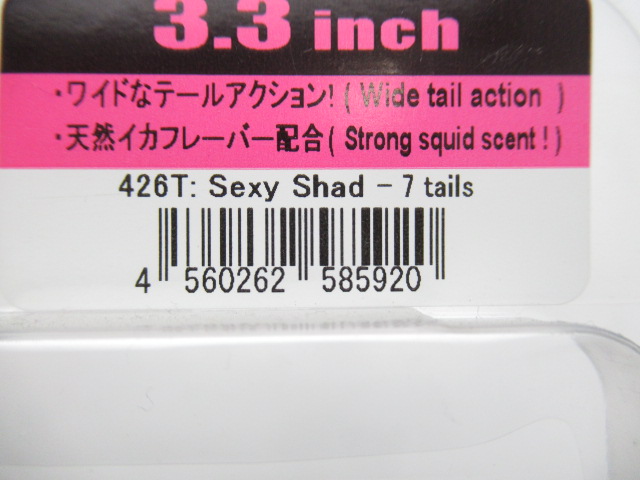 3.3 inch
・ワイドなテールアクション!( Wide tail action )
・天然イカフレーバー配合( Strong squid scent ! )
426T: Sexy Shad - 7 tails
4 560262 585920